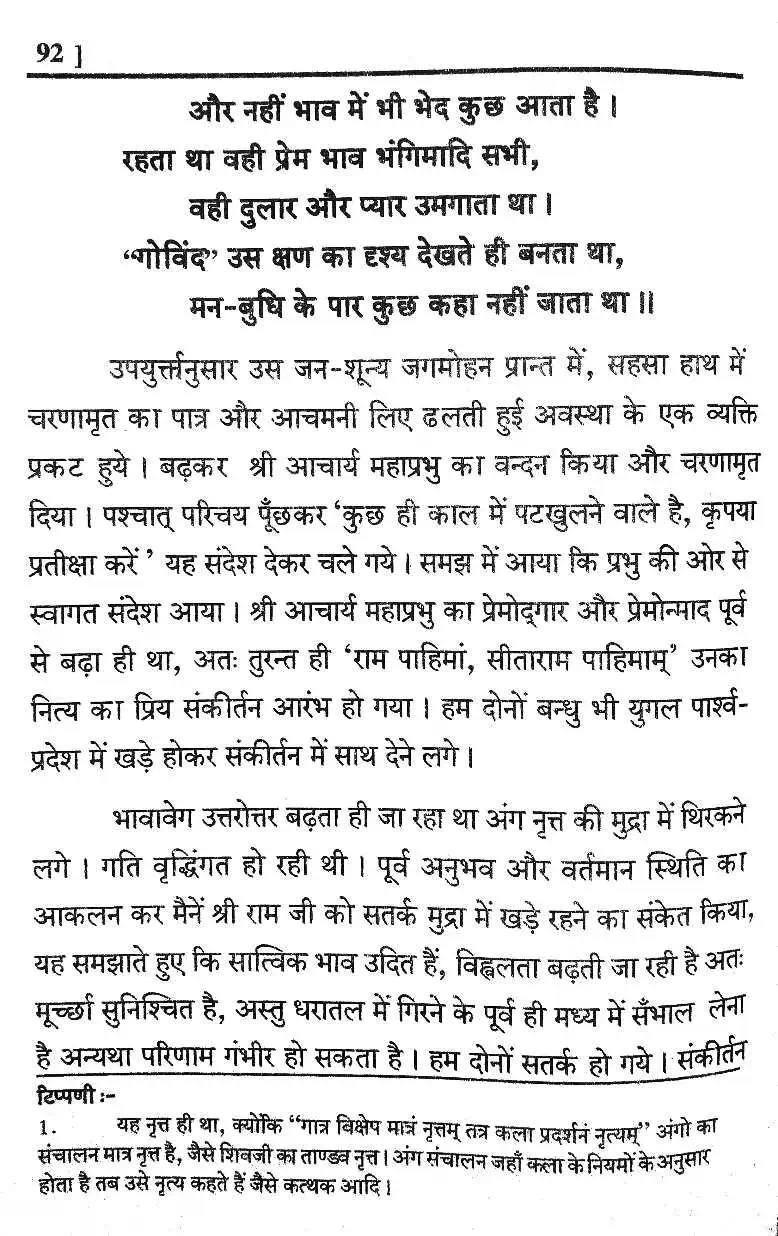 92 ]
और नहीं भाव में भी भेद कुछ आता है ।
रहता था वही प्रेम भाव भंगिमादि सभी,
वही दुलार और प्यार उमगाता था ।
“गोविंद” उस क्षण का दृश्य देखते ही बनता था,
मन-बुधि के पार कुछ कहा नहीं जाता था ॥
उपयुर्त्तानुसार उस जन-शून्य जगमोहन प्रान्त में, सहसा हाथ में
चरणामृत का पात्र और आचमनी लिए ढलती हुई अवस्था के एक व्यक्ति
प्रकट हुये । बढ़कर श्री आचार्य महाप्रभु का वन्दन किया और चरणामृत
दिया । पश्चात् परिचय पूँछकर ‘कुछ ही काल में पटखुलने वाले है, कृपया
प्रतीक्षा करें ’ यह संदेश देकर चले गये । समझ में आया कि प्रभु की ओर से
स्वागत संदेश आया । श्री आचार्य महाप्रभु का प्रेमोद्गार और प्रेमोन्माद पूर्व
से बढ़ा ही था, अतः तुरन्त ही ‘राम पाहिमां, सीताराम पाहिमाम्’ उनका
नित्य का प्रिय संकीर्तन आरंभ हो गया । हम दोनों बन्धु भी युगल पार्श्व-
प्रदेश में खड़े होकर संकीर्तन में साथ देने लगे ।
भावावेग उत्तरोत्तर बढ़ता ही जा रहा था अंग नृत्त की मुद्रा में थिरकने
लगे । गति वृद्धिंगत हो रही थी । पूर्व अनुभव और वर्तमान स्थिति का
आकलन कर मैनें श्री राम जी को सतर्क मुद्रा में खड़े रहने का संकेत किया,
यह समझाते हुए कि सात्विक भाव उदित हैं, विह्वलता बढ़ती जा रही है अतः
मूर्च्छा सुनिश्चित है, अस्तु धरातल में गिरने के पूर्व ही मध्य में सँभाल लेना
है अन्यथा परिणाम गंभीर हो सकता है । हम दोनों सतर्क हो गये । संकीर्तन
टिप्पणी :-
1. यह नृत्त ही था, क्योंकि “गात्र विक्षेप मात्रं नृत्तम् तत्र कला प्रदर्शनं नृत्यम्” अंगो का
संचालन मात्र नृत्त है, जैसे शिवजी का ताण्डव नृत्त । अंग संचालन जहाँ कला के नियमों के अनुसार
होता है तब उसे नृत्य कहते हैं जैसे कत्थक आदि ।